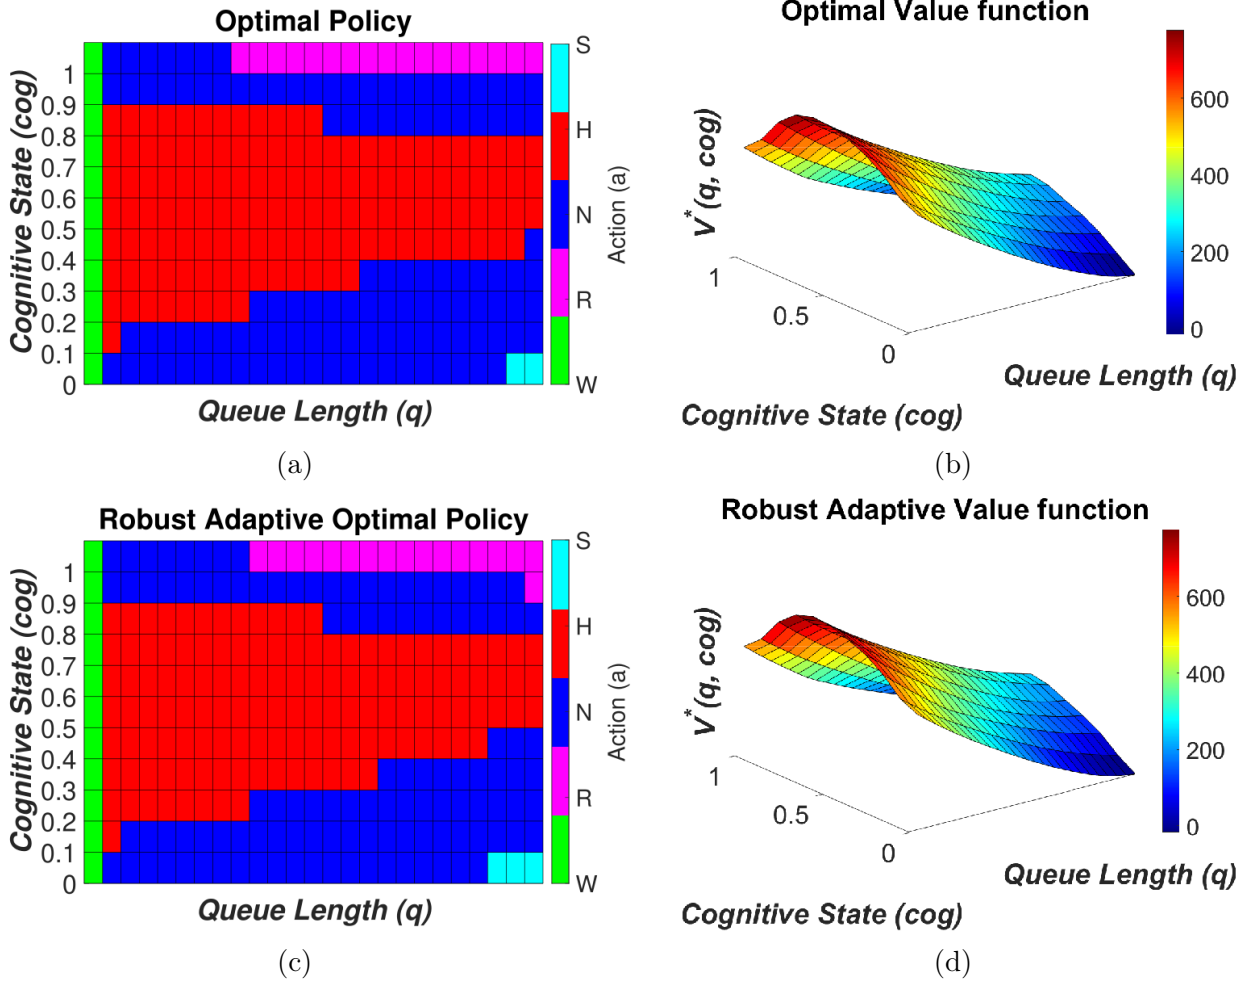 Optimal Policy
Cognitive State (cog)
1
0.9
0.8
0.7
0.6
0.5
0.4
0.3
0.2
0.1
0
Queue Length (q)
S
H
N
R
W
Action (a)
(a)
Optimal Value function
V*(q, cog)
1
0.5
0
Cognitive State (cog)
Queue Length (q)
600
400
200
0
(b)
Robust Adaptive Optimal Policy
Cognitive State (cog)
1
0.9
0.8
0.7
0.6
0.5
0.4
0.3
0.2
0.1
0
Queue Length (q)
S
H
N
R
W
Action (a)
(c)
Robust Adaptive Value function
V*(q, cog)
1
0.5
0
Cognitive State (cog)
Queue Length (q)
600
400
200
0
(d)